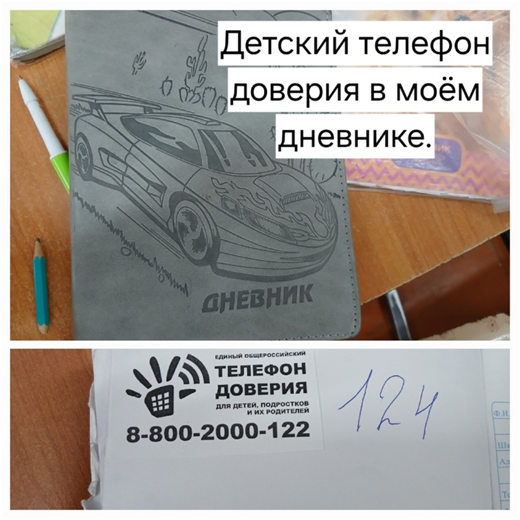 Детский телефон
доверия в моём
дневнике.
ДНЕВНИК
ЕДИНЫЙ ОБЩЕРОССИЙСКИЙ
ТЕЛЕФОН
ДОВЕРИЯ
ДЛЯ ДЕТЕЙ, ПОДРОСТКОВ
И ИХ РОДИТЕЛЕЙ
8-800-2000-122
124
Ф.И.